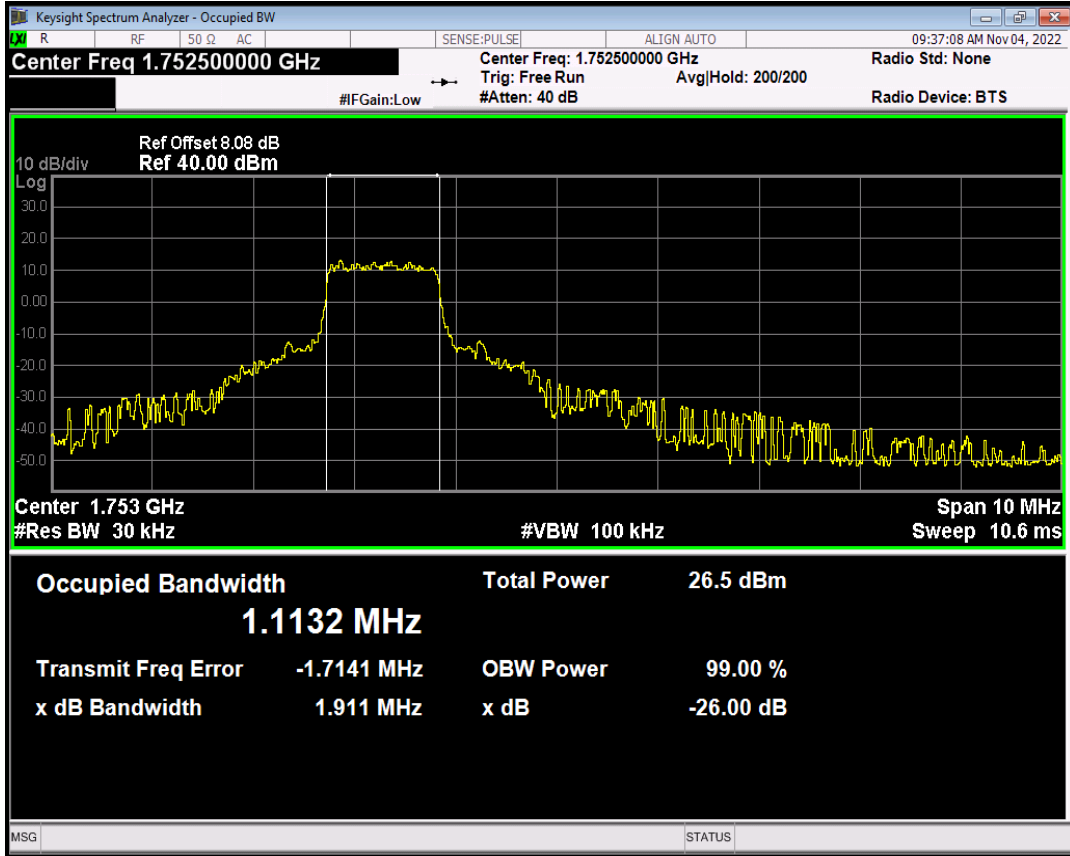 Keysight Spectrum Analyzer - Occupied BW
LXI R RF 50 Ω AC SENSE:PULSE ALIGN AUTO 09:37:08 AM Nov 04, 2022
Center Freq 1.752500000 GHz Center Freq: 1.752500000 GHz Radio Std: None
Trig: Free Run Avg|Hold: 200/200
#IFGain:Low #Atten: 40 dB Radio Device: BTS
Ref Offset 8.08 dB
10 dB/div Ref 40.00 dBm
Log
30.0
20.0
10.0
0.00
-10.0
-20.0
-30.0
-40.0
-50.0
Center 1.753 GHz Span 10 MHz
#Res BW 30 kHz #VBW 100 kHz Sweep 10.6 ms
Occupied Bandwidth Total Power 26.5 dBm
1.1132 MHz
Transmit Freq Error -1.7141 MHz OBW Power 99.00 %
x dB Bandwidth 1.911 MHz x dB -26.00 dB
MSG STATUS